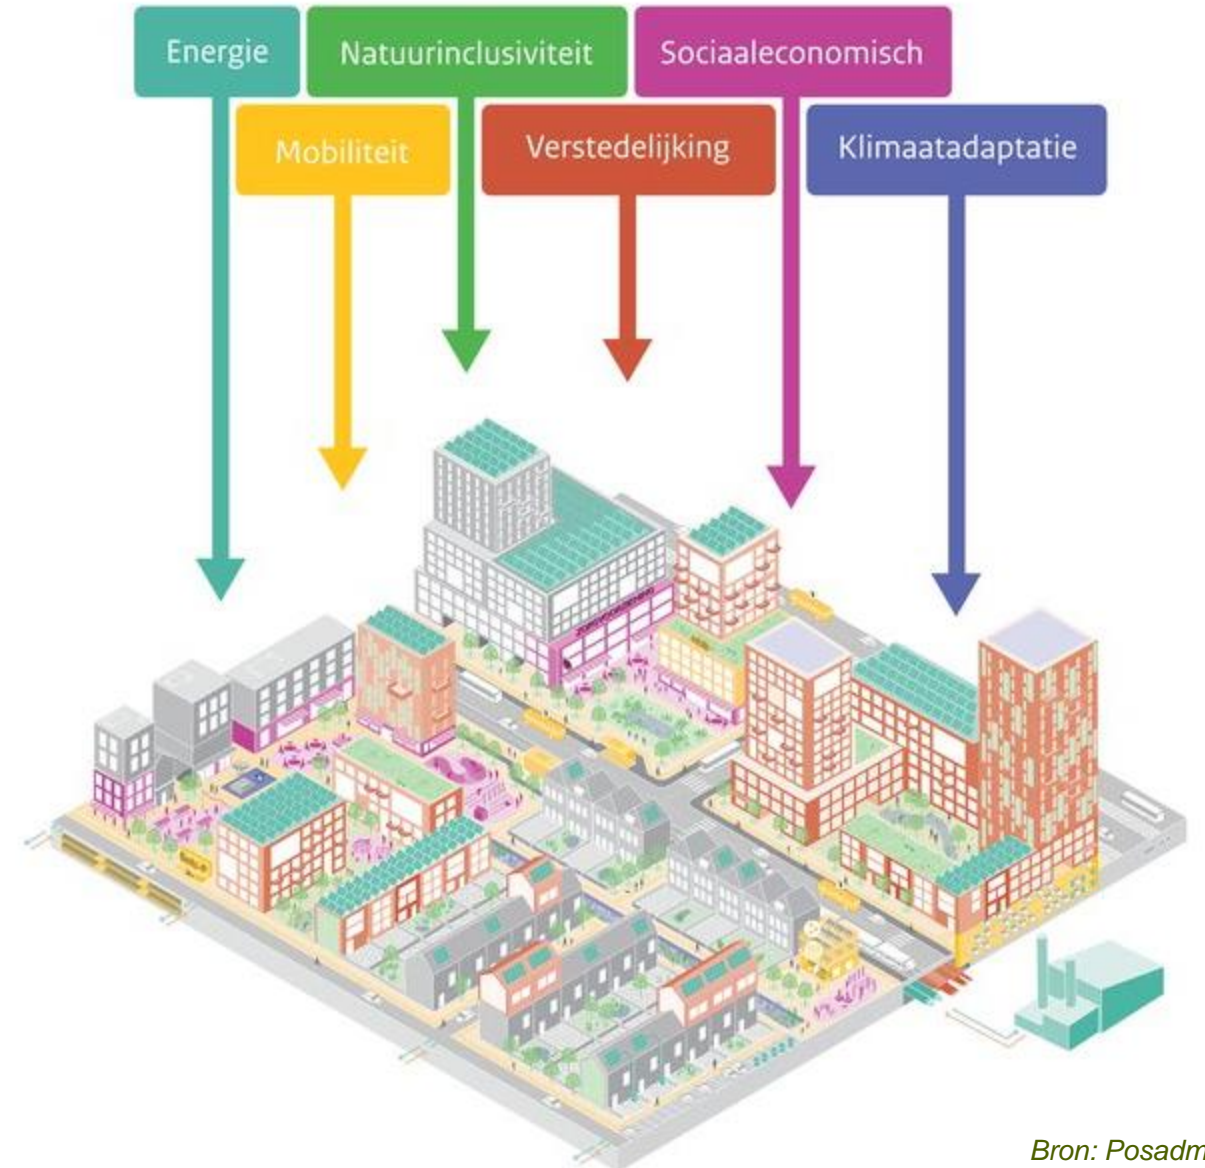 Energie
Natuurinclusiviteit
Sociaaleconomisch
Mobiliteit
Verstedelijking
Klimaatadaptatie
Bron: Posadm